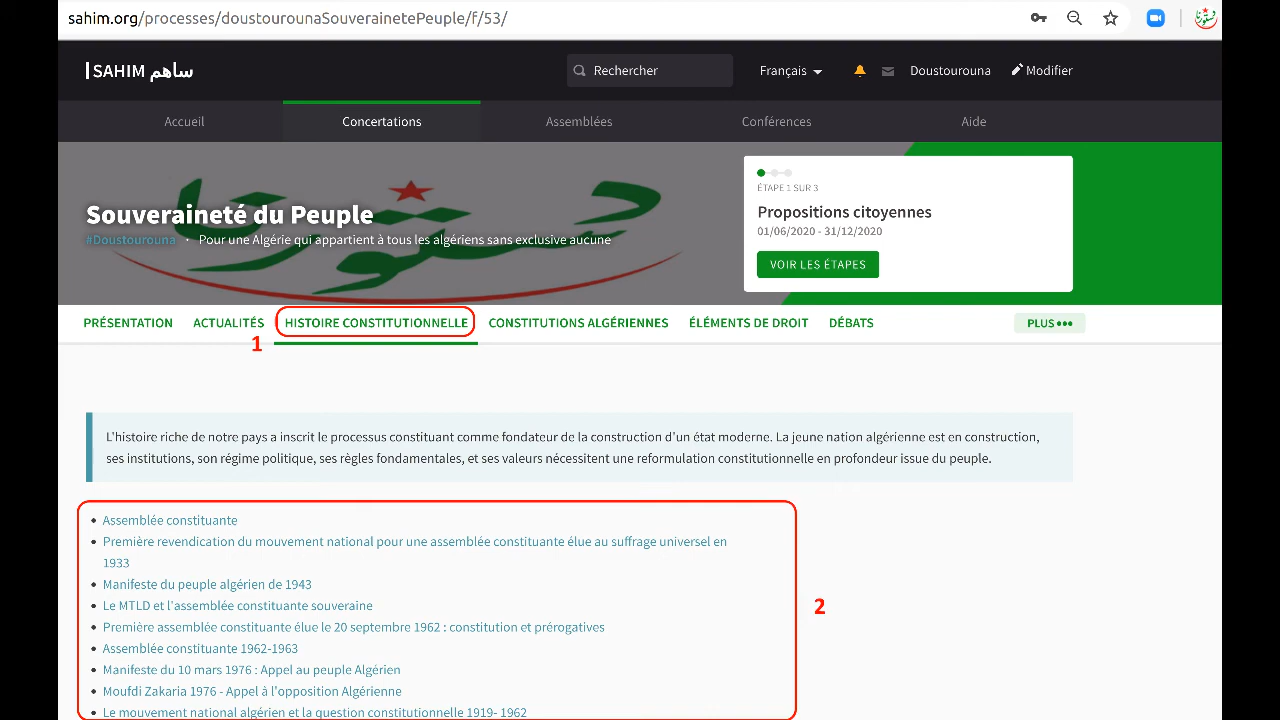 sahim.org/processes/doustourounaSouverainetePeuple/f/53/
دستورنا
SAHIM ساهم
Rechercher
Français
Doustourouna
Modifier
Accueil
Concertations
Assemblées
Conférences
Aide
دستورنا
Souveraineté du Peuple
#Doustourouna · Pour une Algérie qui appartient à tous les algériens sans exclusive aucune
ÉTAPE 1 SUR 3
Propositions citoyennes
01/06/2020 - 31/12/2020
VOIR LES ÉTAPES
PRÉSENTATION
ACTUALITÉS
HISTOIRE CONSTITUTIONNELLE
CONSTITUTIONS ALGÉRIENNES
ÉLÉMENTS DE DROIT
DÉBATS
PLUS •••
1
L'histoire riche de notre pays a inscrit le processus constituant comme fondateur de la construction d'un état moderne. La jeune nation algérienne est en construction,
ses institutions, son régime politique, ses règles fondamentales, et ses valeurs nécessitent une reformulation constitutionnelle en profondeur issue du peuple.
• Assemblée constituante
• Première revendication du mouvement national pour une assemblée constituante élue au suffrage universel en
1933
• Manifeste du peuple algérien de 1943
• Le MTLD et l'assemblée constituante souveraine
• Première assemblée constituante élue le 20 septembre 1962 : constitution et prérogatives
• Assemblée constituante 1962-1963
• Manifeste du 10 mars 1976 : Appel au peuple Algérien
• Moufdi Zakaria 1976 - Appel à l'opposition Algérienne
• Le mouvement national algérien et la question constitutionnelle 1919- 1962
2